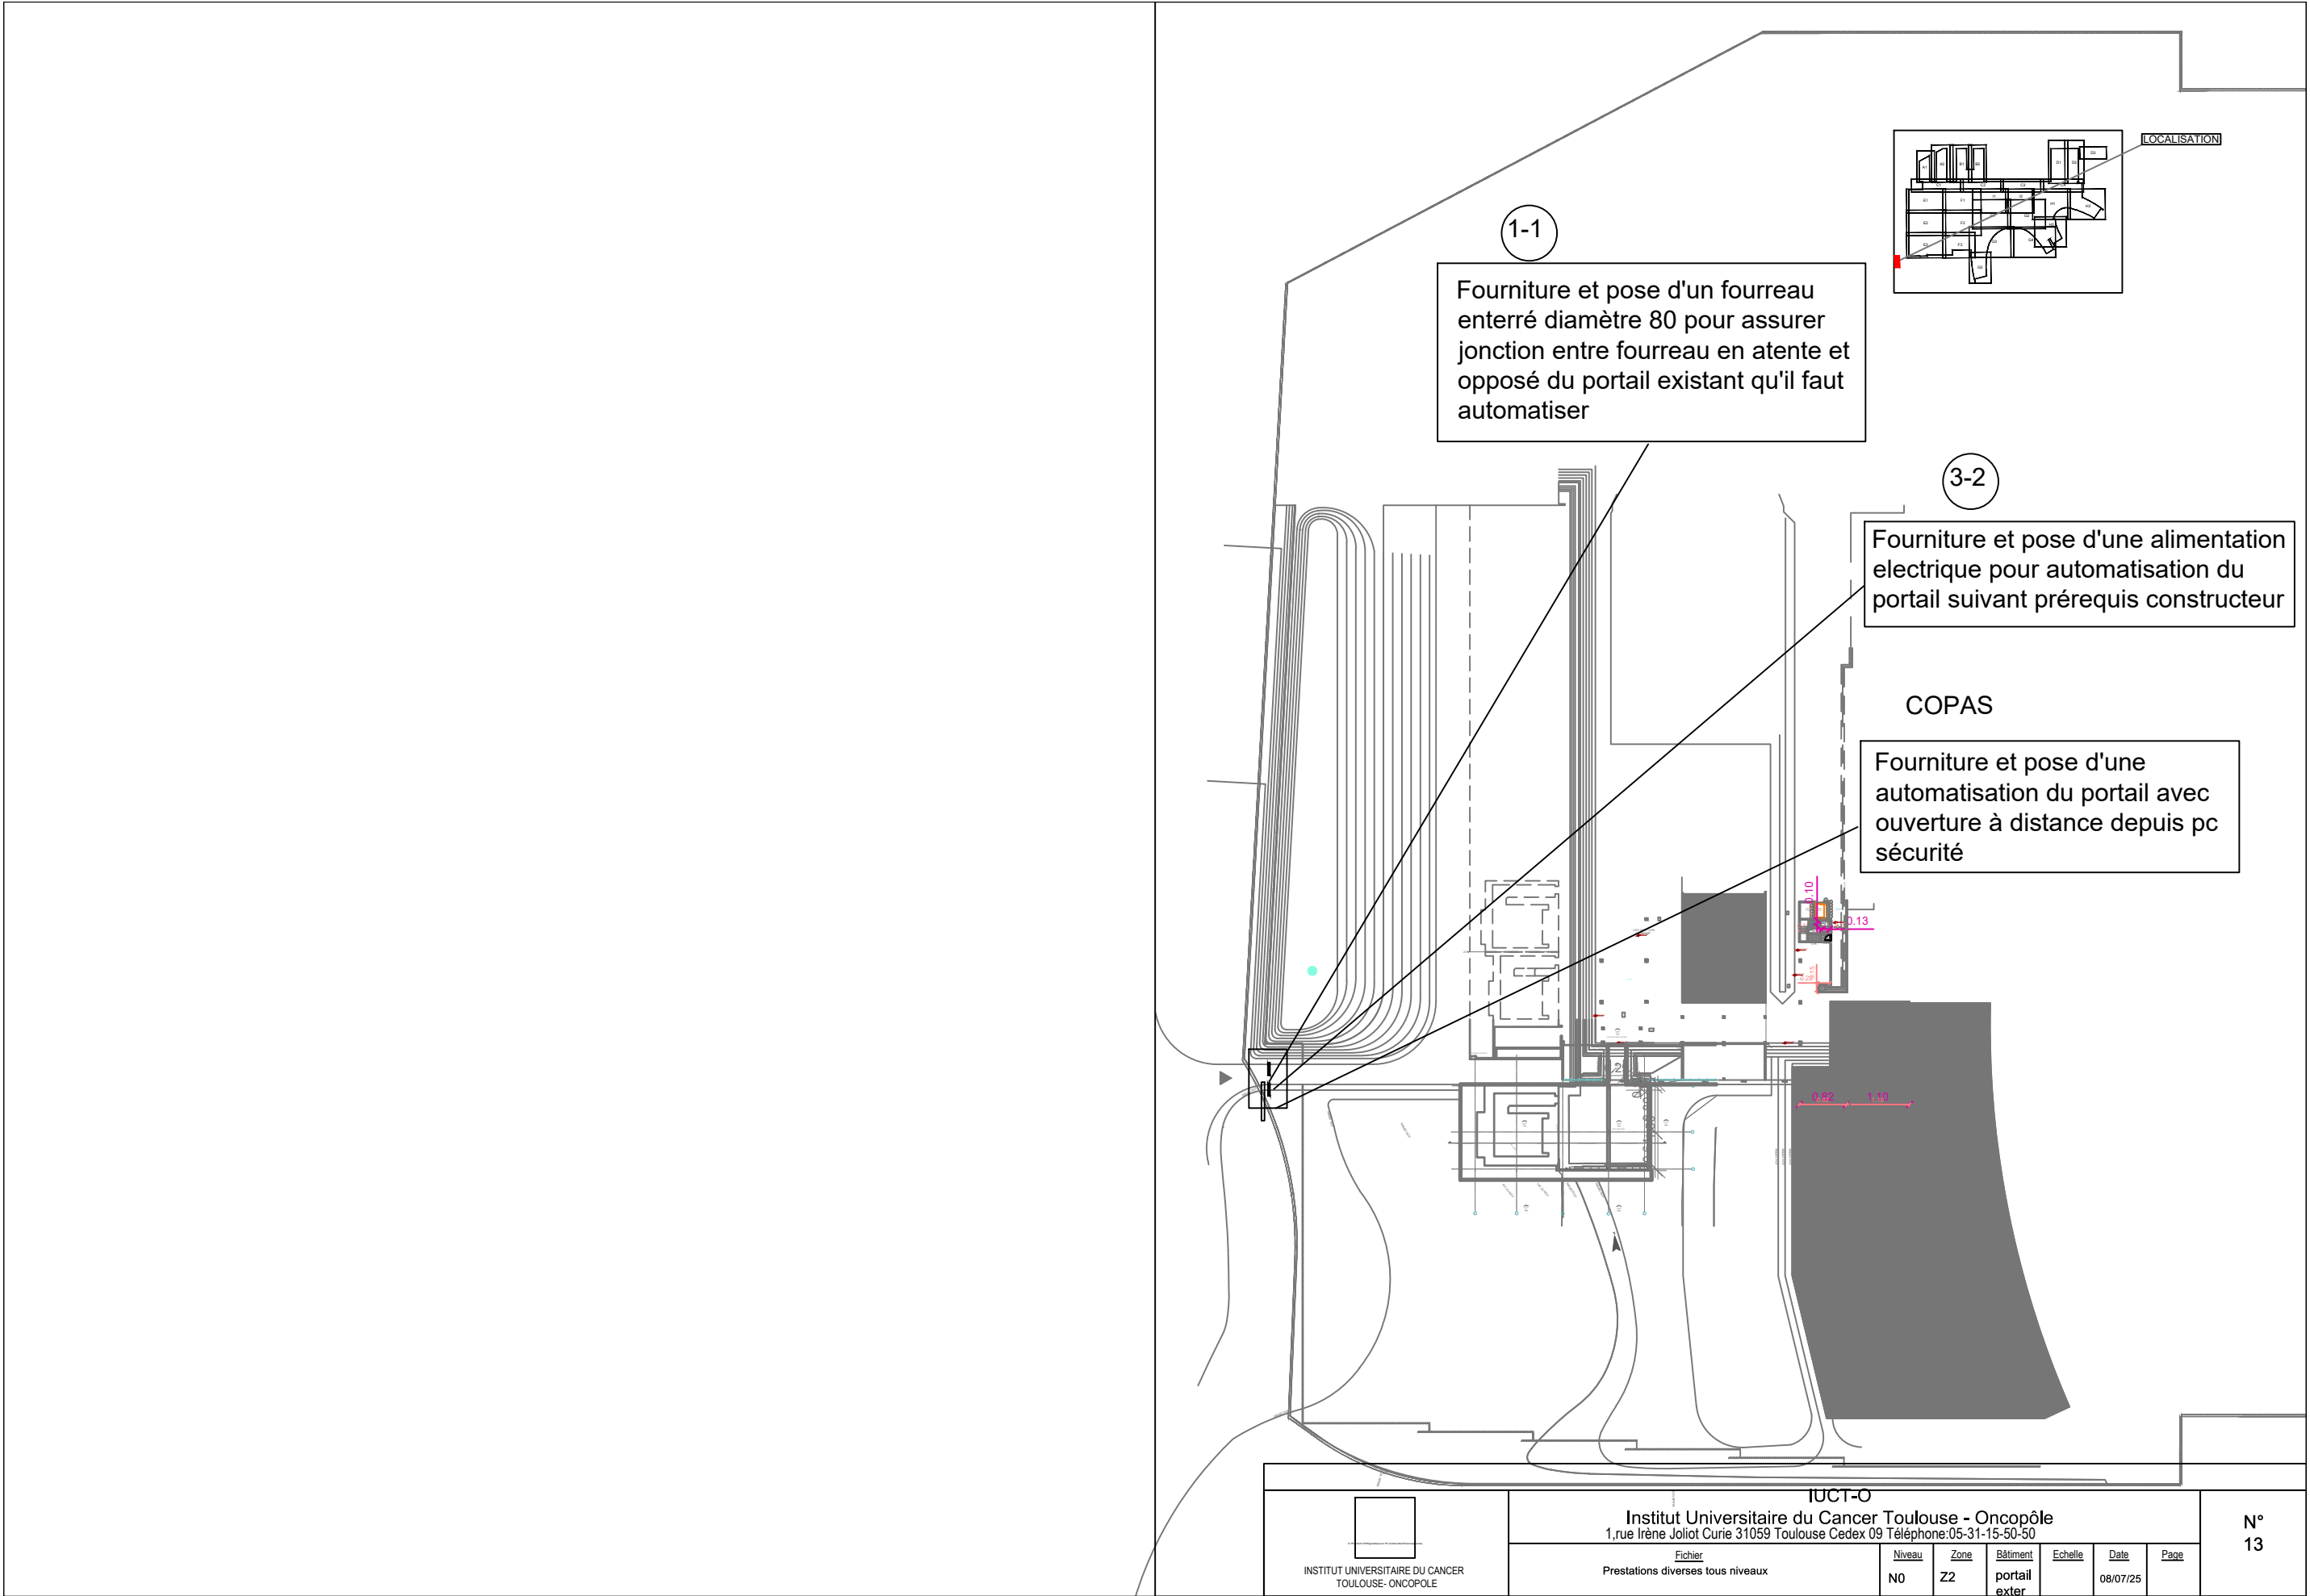 LOCALISATION
1-1
Fourniture et pose d'un fourreau
enterré diamètre 80 pour assurer
jonction entre fourreau en atente et
opposé du portail existant qu'il faut
automatiser
3-2
Fourniture et pose d'une alimentation
electrique pour automatisation du
portail suivant prérequis constructeur
COPAS
Fourniture et pose d'une
automatisation du portail avec
ouverture à distance depuis pc
sécurité
0.10
0.13
0.82
1.10
IUCT-O
Institut Universitaire du Cancer Toulouse - Oncopôle
1,rue Irène Joliot Curie 31059 Toulouse Cedex 09 Téléphone:05-31-15-50-50
INSTITUT UNIVERSITAIRE DU CANCER
TOULOUSE- ONCOPOLE
Fichier
Prestations diverses tous niveaux
Niveau
N0
Zone
Z2
Bâtiment
portail
exter
Echelle
Date
08/07/25
Page
N°
13